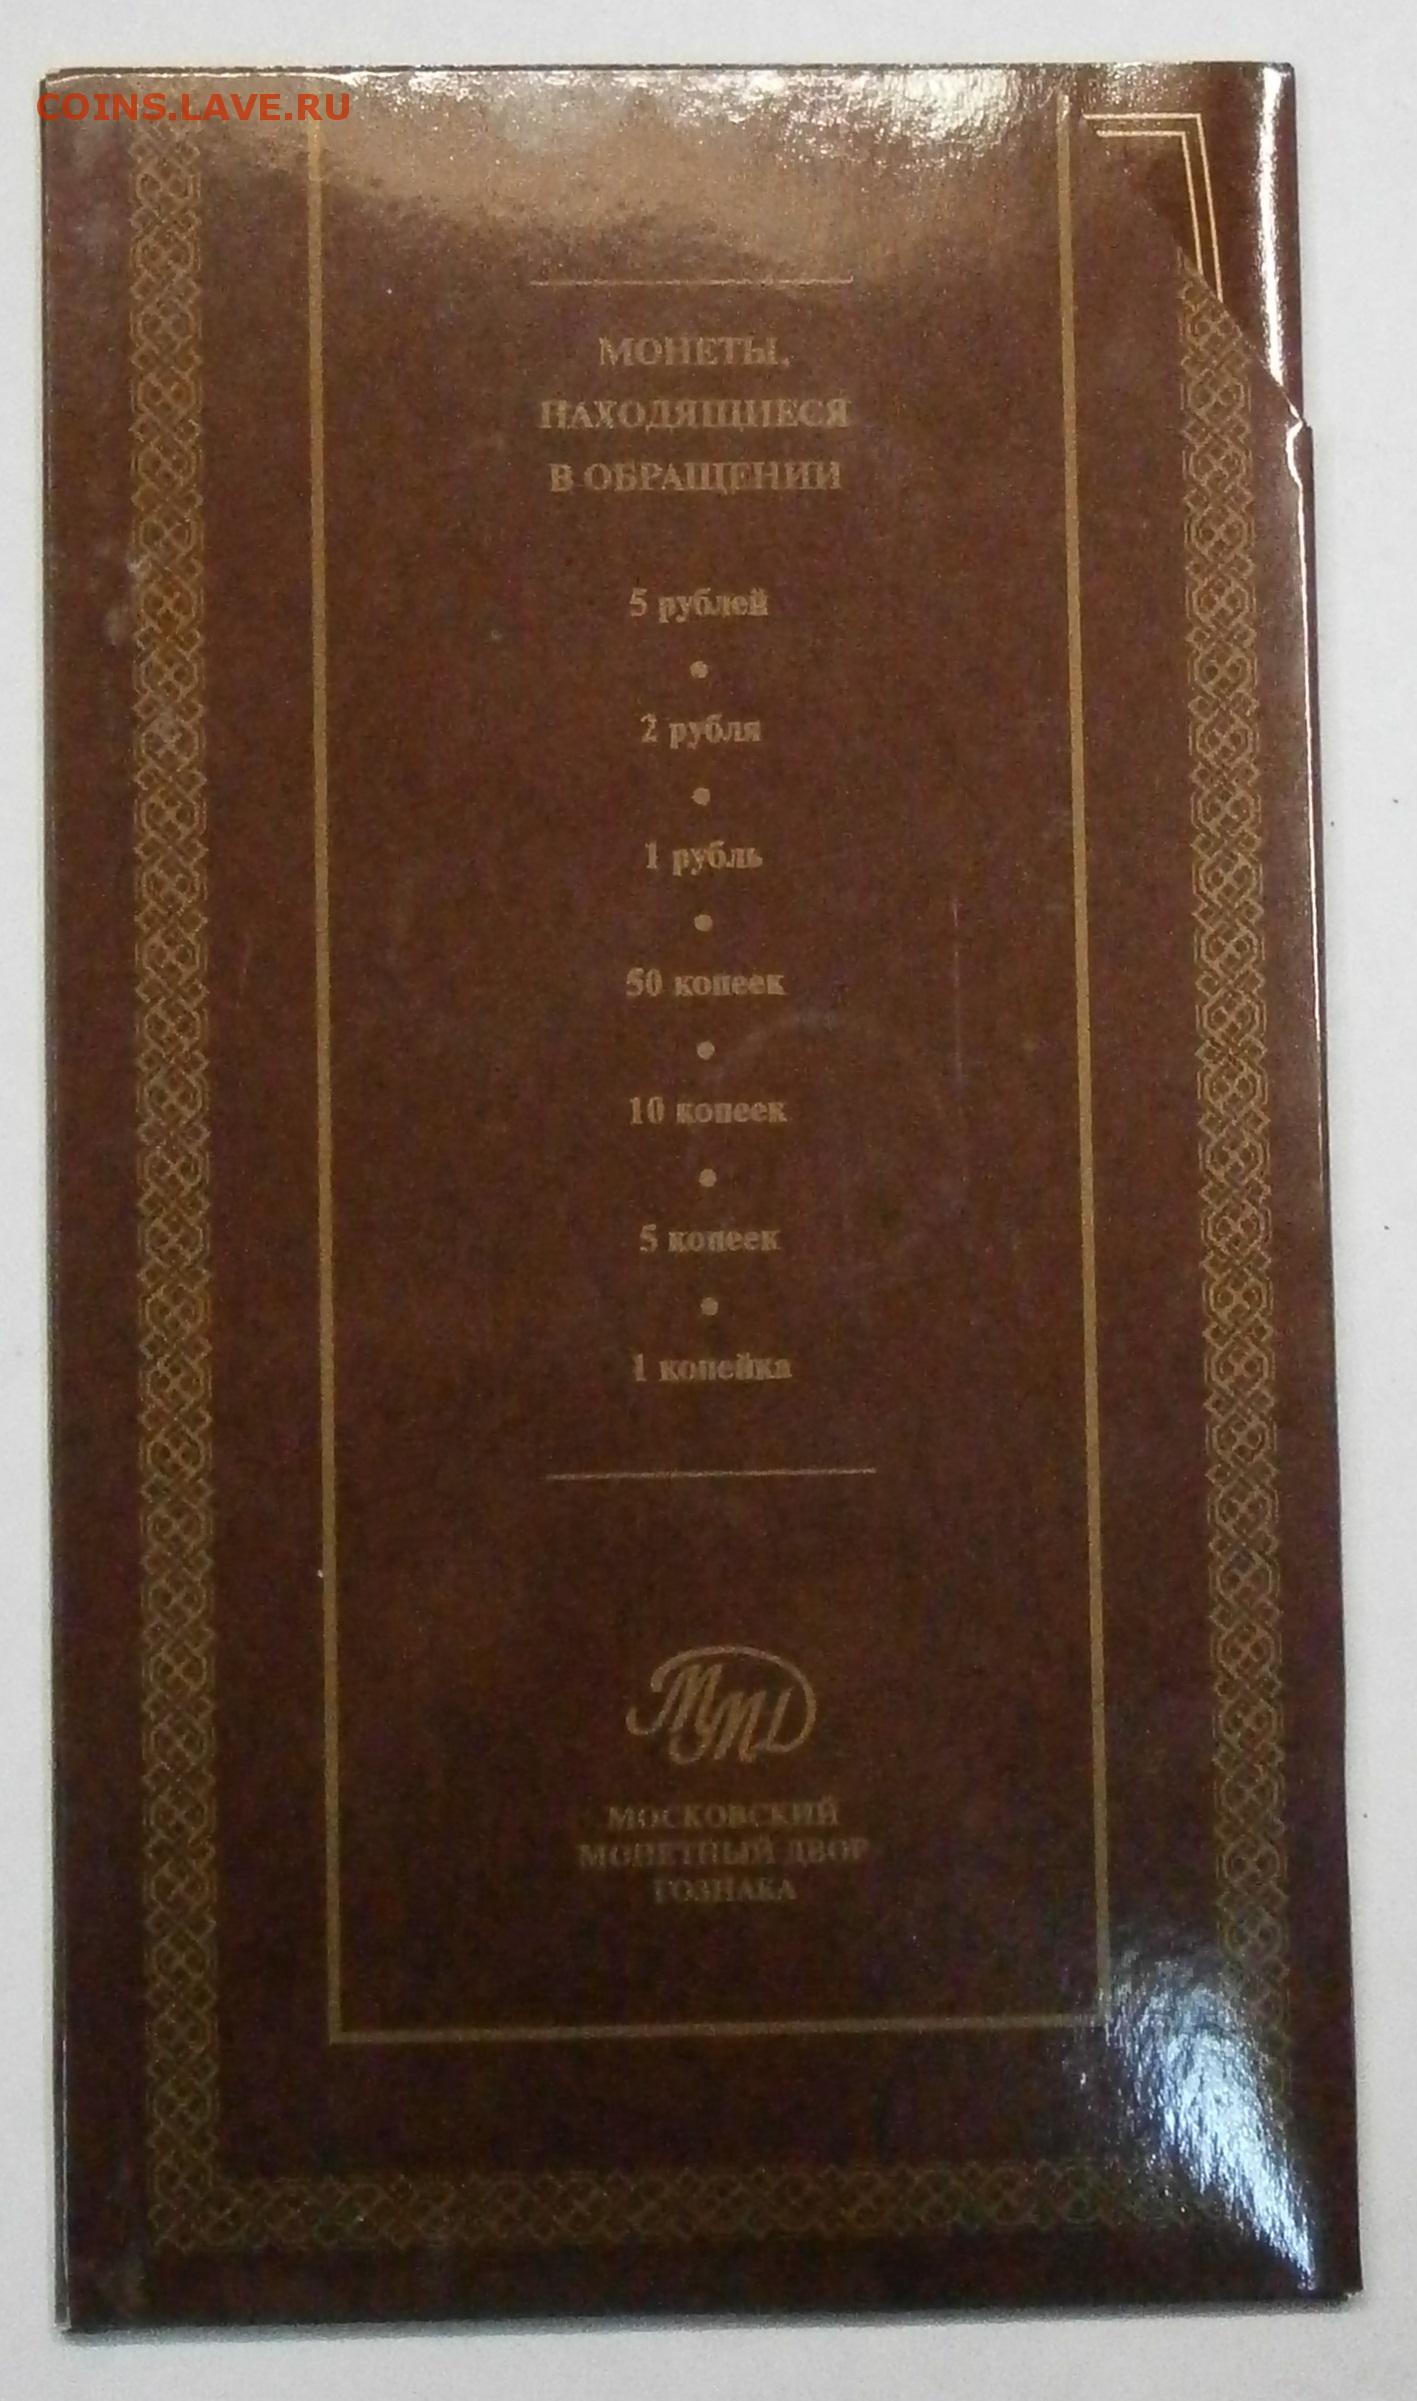 COINS.LAVE.RU
МОНЕТЫ,
НАХОДЯЩИЕСЯ
В ОБРАЩЕНИИ
5 рублей
2 рубля
1 рубль
50 копеек
10 копеек
5 копеек
1 копейка
ММД
МОСКОВСКИЙ
МОНЕТНЫЙ ДВОР
ГОЗНАКА